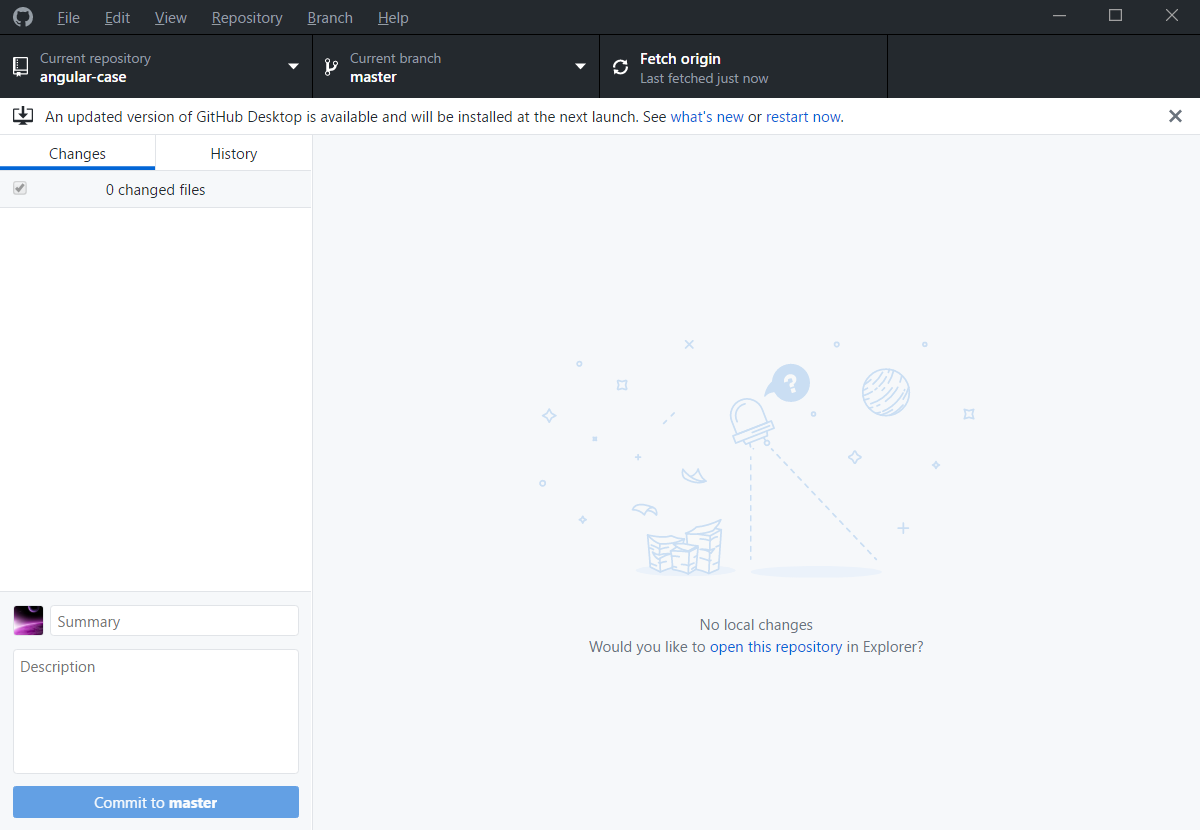 File Edit View Repository Branch Help
Current repository
angular-case
Current branch
master
Fetch origin
Last fetched just now
An updated version of GitHub Desktop is available and will be installed at the next launch. See what's new or restart now.
Changes History
0 changed files
?
No local changes
Would you like to open this repository in Explorer?
Summary
Description
Commit to master